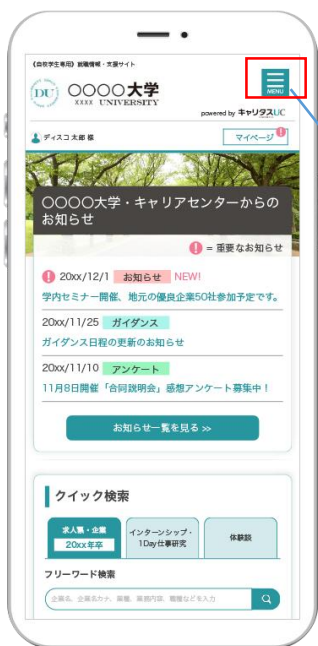 《自校学生専用》就職情報・支援サイト
DU
〇〇〇〇大学
XXXX UNIVERSITY
MENU
powered by キャリタスUC
ディスコ太郎 様
マイページ
〇〇〇〇大学・キャリアセンターからの
お知らせ
= 重要なお知らせ
20xx/12/1 お知らせ NEW!
学内セミナー開催、地元の優良企業50社参加予定です。
20xx/11/25 ガイダンス
ガイダンス日程の更新のお知らせ
20xx/11/10 アンケート
11月8日開催「合同説明会」感想アンケート募集中！
お知らせ一覧を見る >>
クイック検索
求人票・企業
20xx年卒
インターンシップ・
1Day仕事研究
体験談
フリーワード検索
企業名、企業名カナ、業種、業務内容、職種などを入力